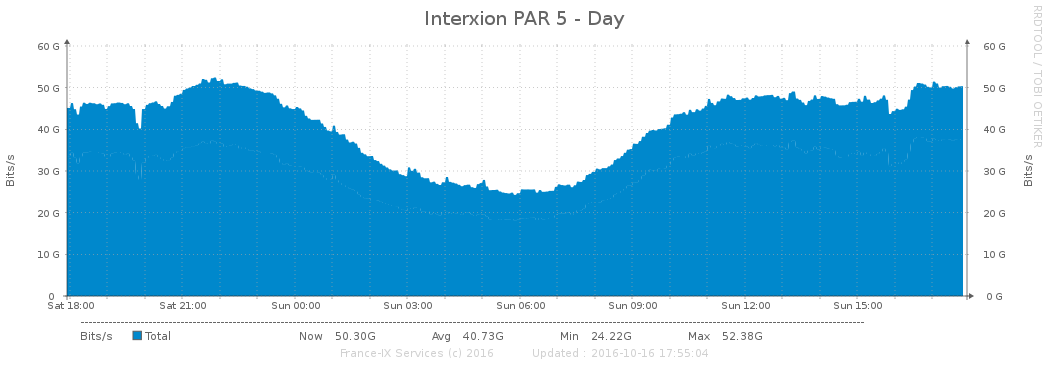 Interxion PAR 5 - Day
RRDTOOL / TOBI OETIKER
Bits/s
Bits/s
60 G
60 G
50 G
50 G
40 G
40 G
30 G
30 G
20 G
20 G
10 G
10 G
0
0 G
Sat 18:00 Sat 21:00 Sun 00:00 Sun 03:00 Sun 06:00 Sun 09:00 Sun 12:00 Sun 15:00
Bits/s Total Now 50.30G Avg 40.73G Min 24.22G Max 52.38G
France-IX Services (c) 2016 Updated : 2016-10-16 17:55:04